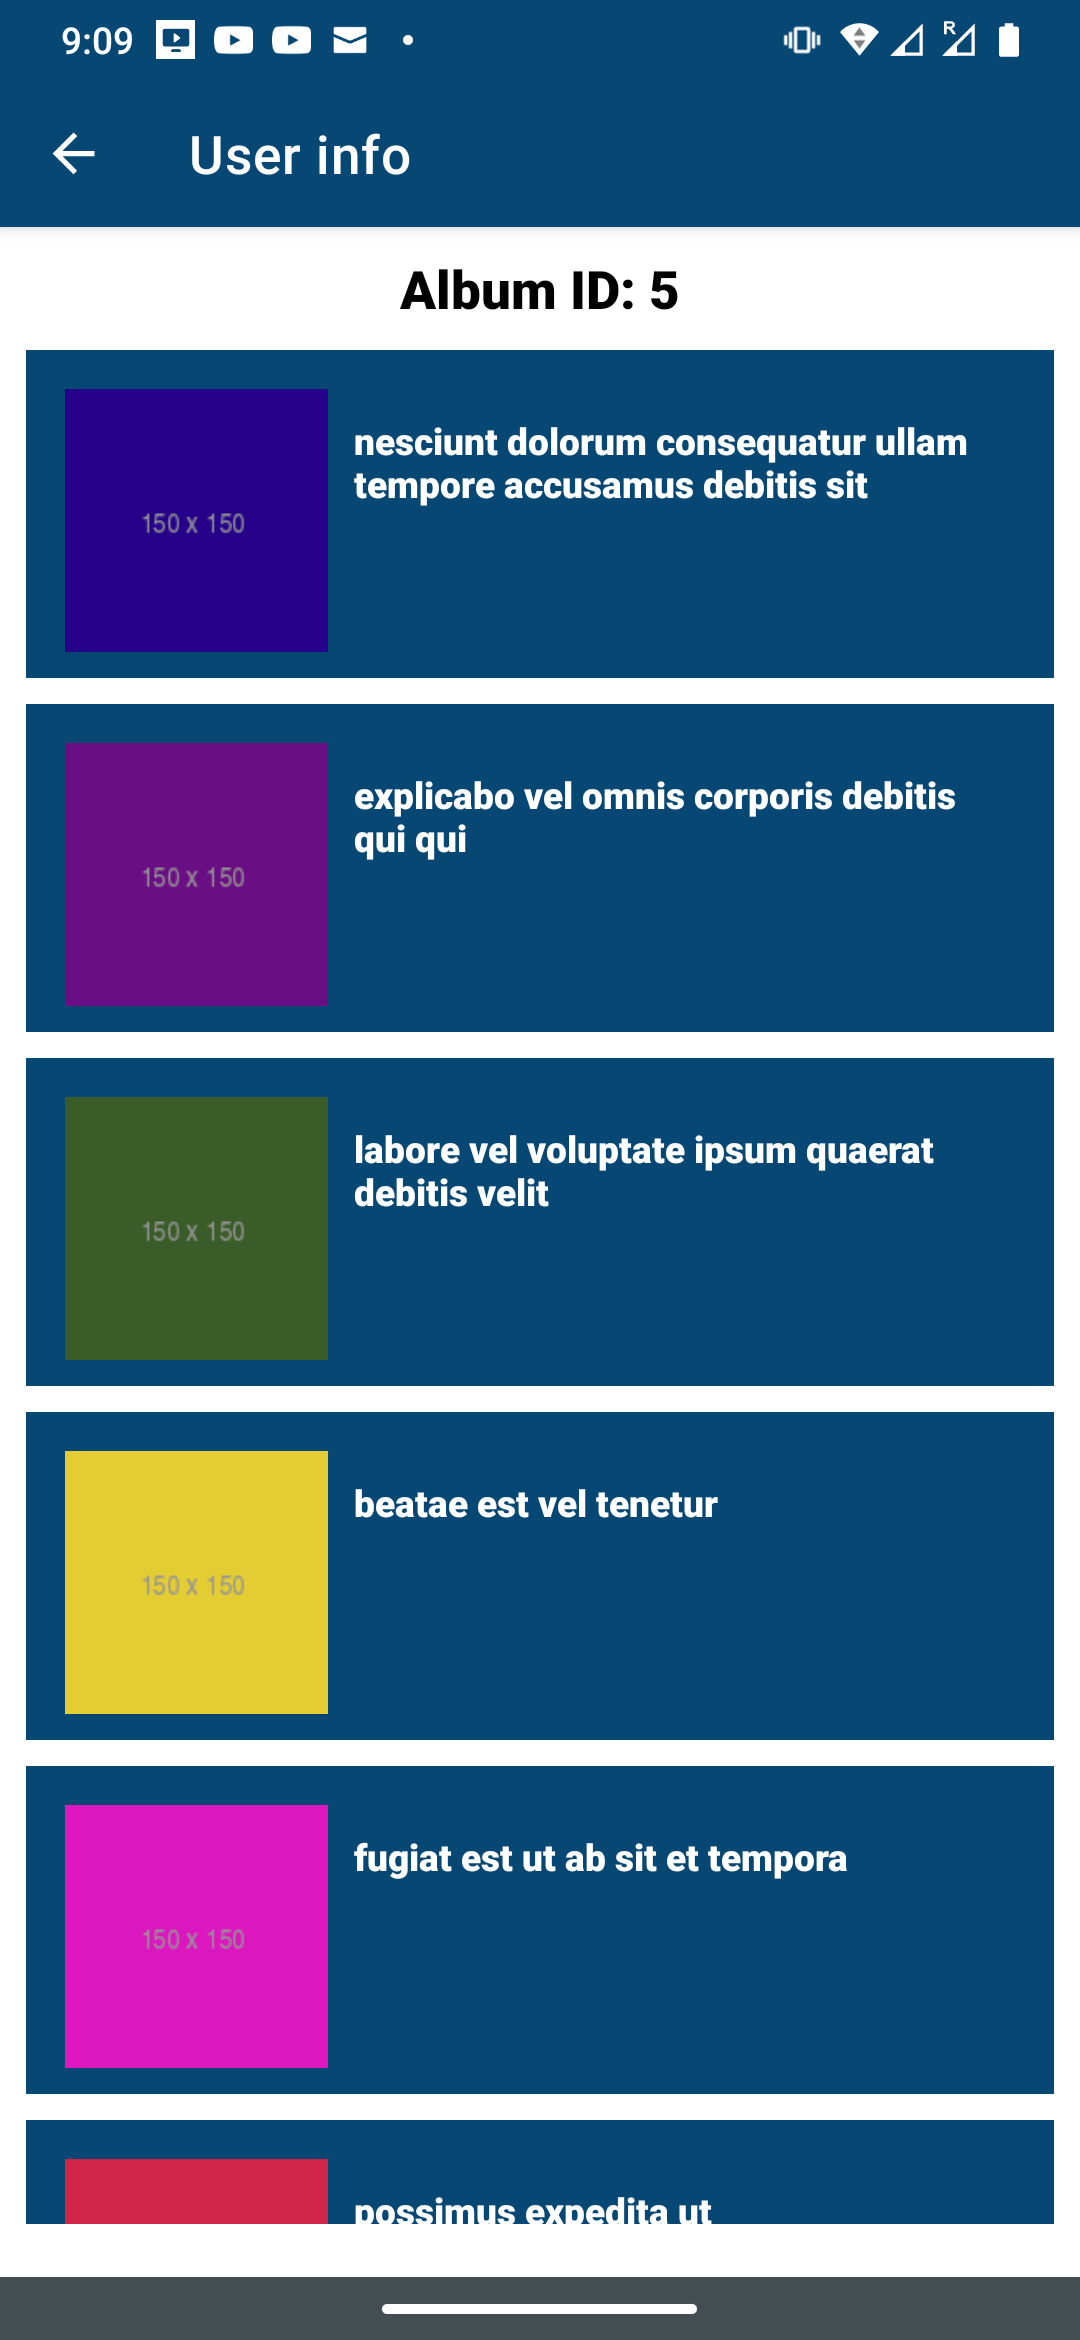 9:09
R
User info
Album ID: 5
150 x 150
nesciunt dolorum consequatur ullam
tempore accusamus debitis sit
150 x 150
explicabo vel omnis corporis debitis
qui qui
150 x 150
labore vel voluptate ipsum quaerat
debitis velit
150 x 150
beatae est vel tenetur
150 x 150
fugiat est ut ab sit et tempora
possimus expedita ut